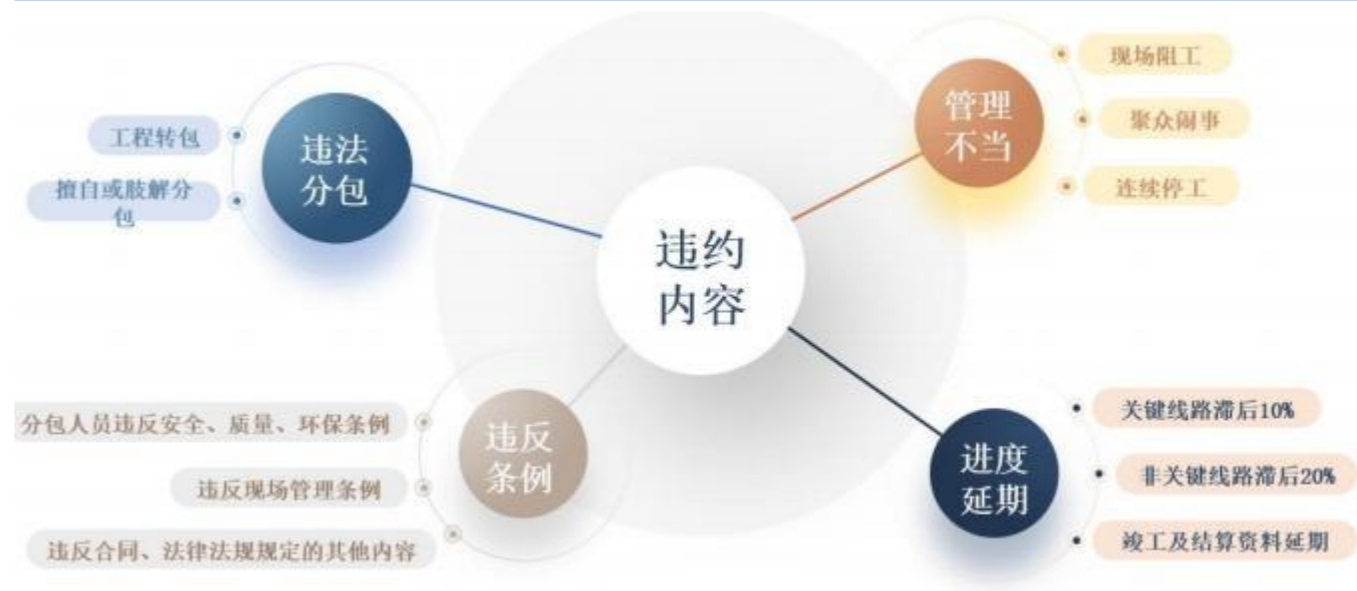 违约
内容
违法
分包
工程转包
擅自或肢解分
包
管理
不当
现场阻工
聚众闹事
连续停工
违反
条例
分包人员违反安全、质量、环保条例
违反现场管理条例
违反合同、法律法规规定的其他内容
进度
延期
关键线路滞后10%
非关键线路滞后20%
竣工及结算资料延期